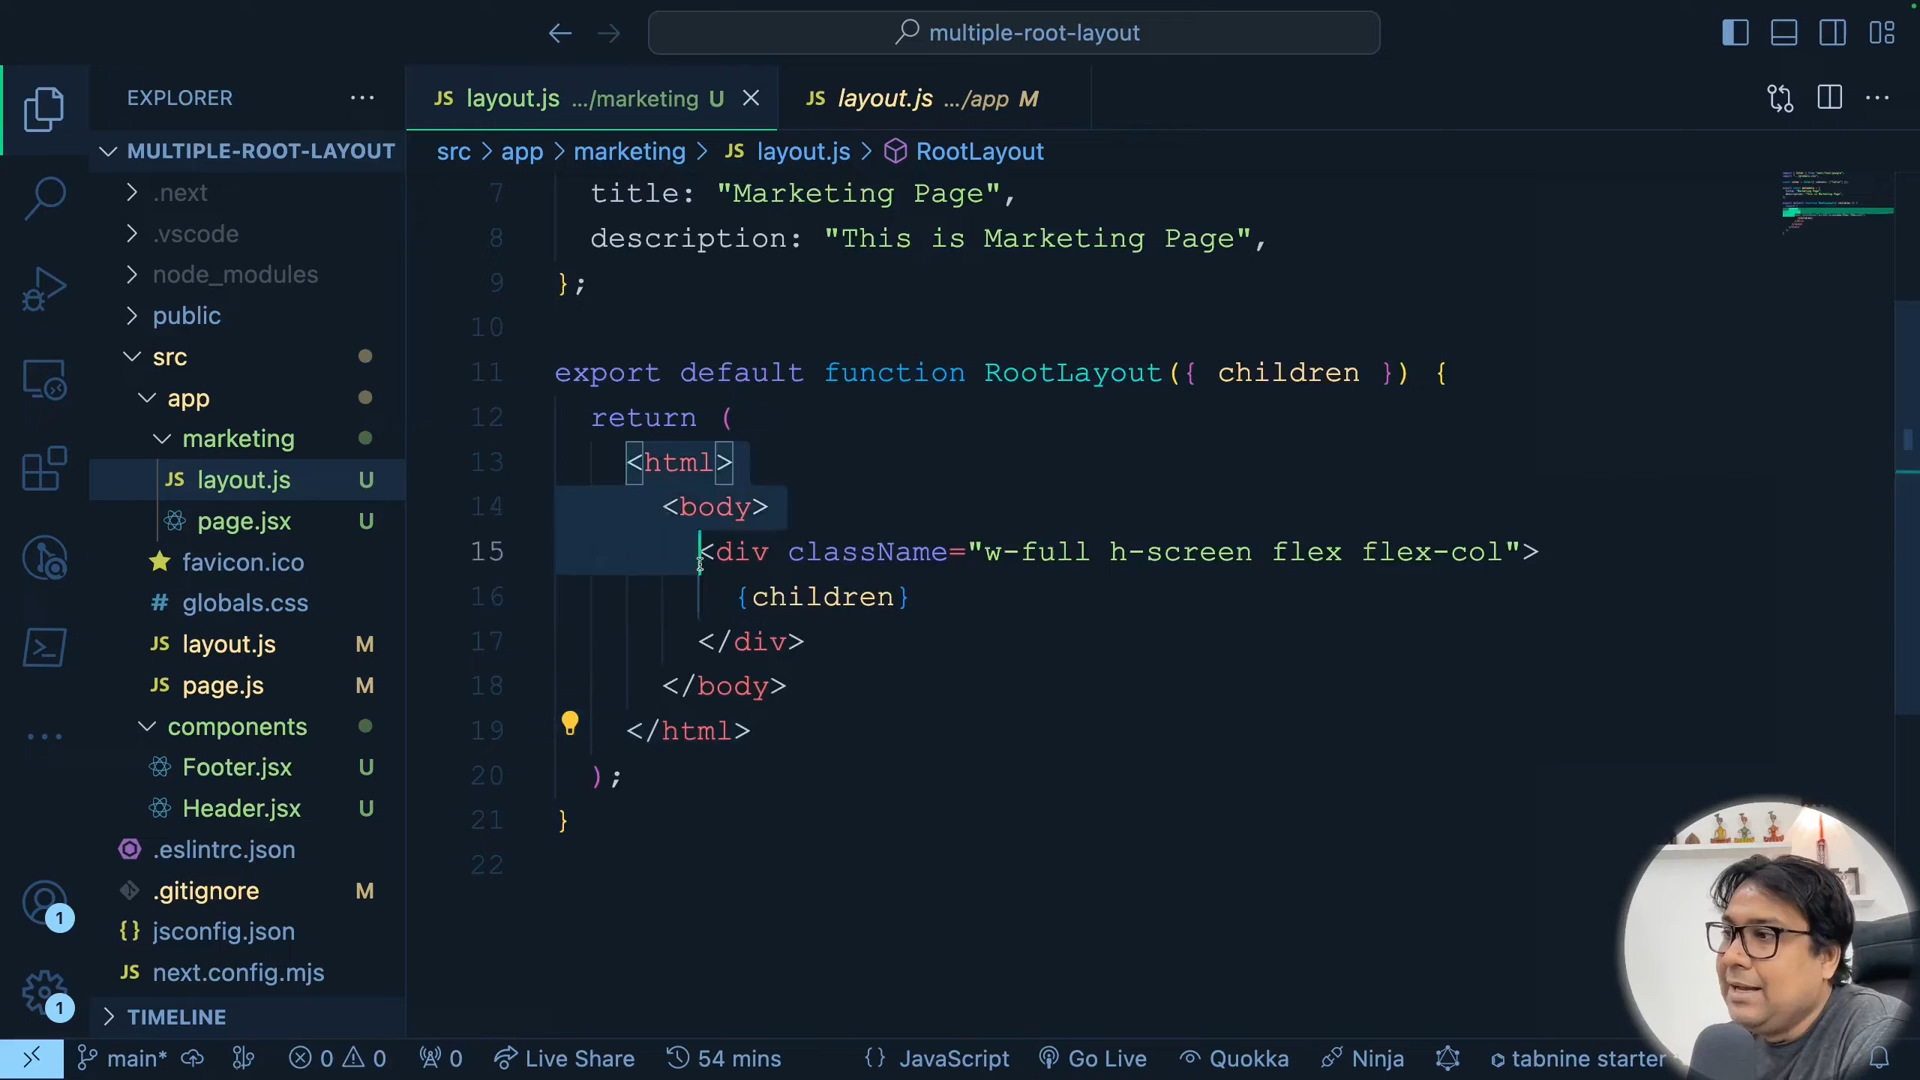 multiple-root-layout
EXPLORER
MULTIPLE-ROOT-LAYOUT
.next
.vscode
node_modules
public
src
app
marketing
JS layout.js U
page.jsx U
favicon.ico
# globals.css
JS layout.js M
JS page.js M
components
Footer.jsx U
Header.jsx U
.eslintrc.json
.gitignore M
{} jsconfig.json
JS next.config.mjs
TIMELINE
1
1
JS layout.js .../marketing U
JS layout.js .../app M
src > app > marketing > JS layout.js > RootLayout
7 title: "Marketing Page",
8 description: "This is Marketing Page",
9 };
10
11 export default function RootLayout({ children }) {
12 return (
13 <html>
14 <body>
15 <div className="w-full h-screen flex flex-col">
16 {children}
17 </div>
18 </body>
19 </html>
20 );
21 }
22
main* 0 0 0 Live Share 54 mins {} JavaScript Go Live Quokka Ninja tabnine starter